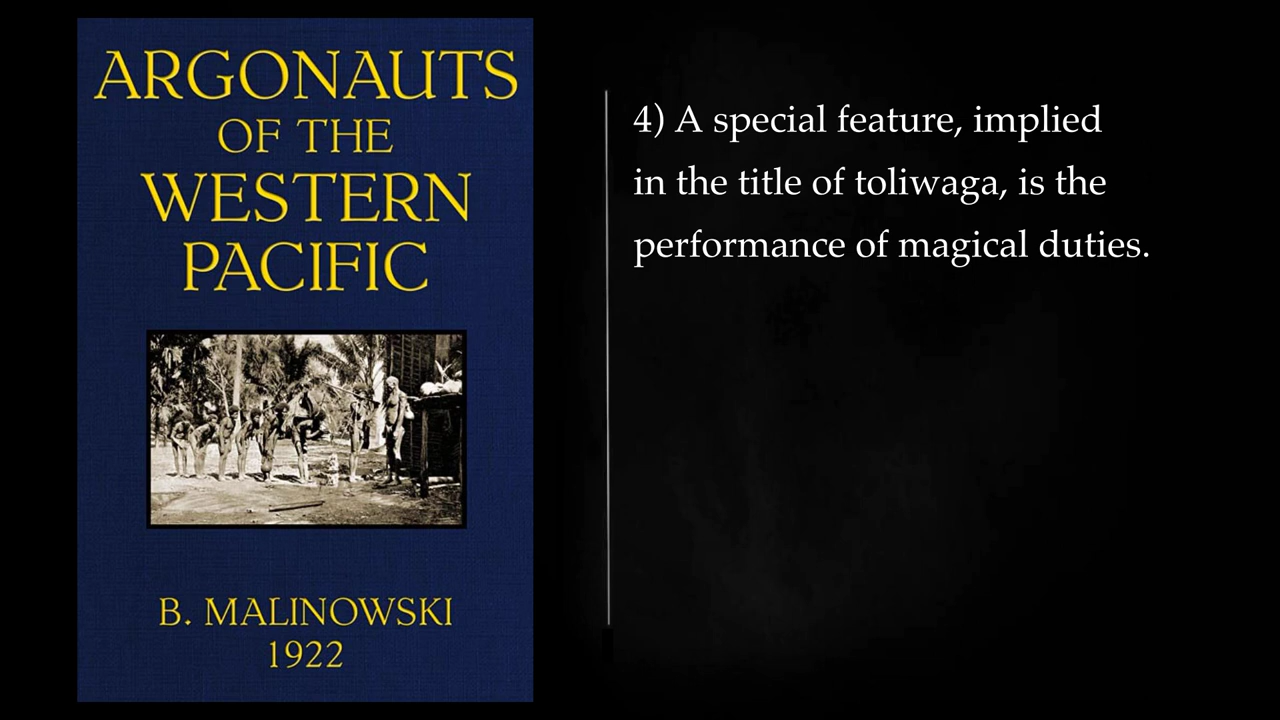 ARGONAUTS
OF THE
WESTERN
PACIFIC
B. MALINOWSKI
1922
4) A special feature, implied
in the title of toliwaga, is the
performance of magical duties.